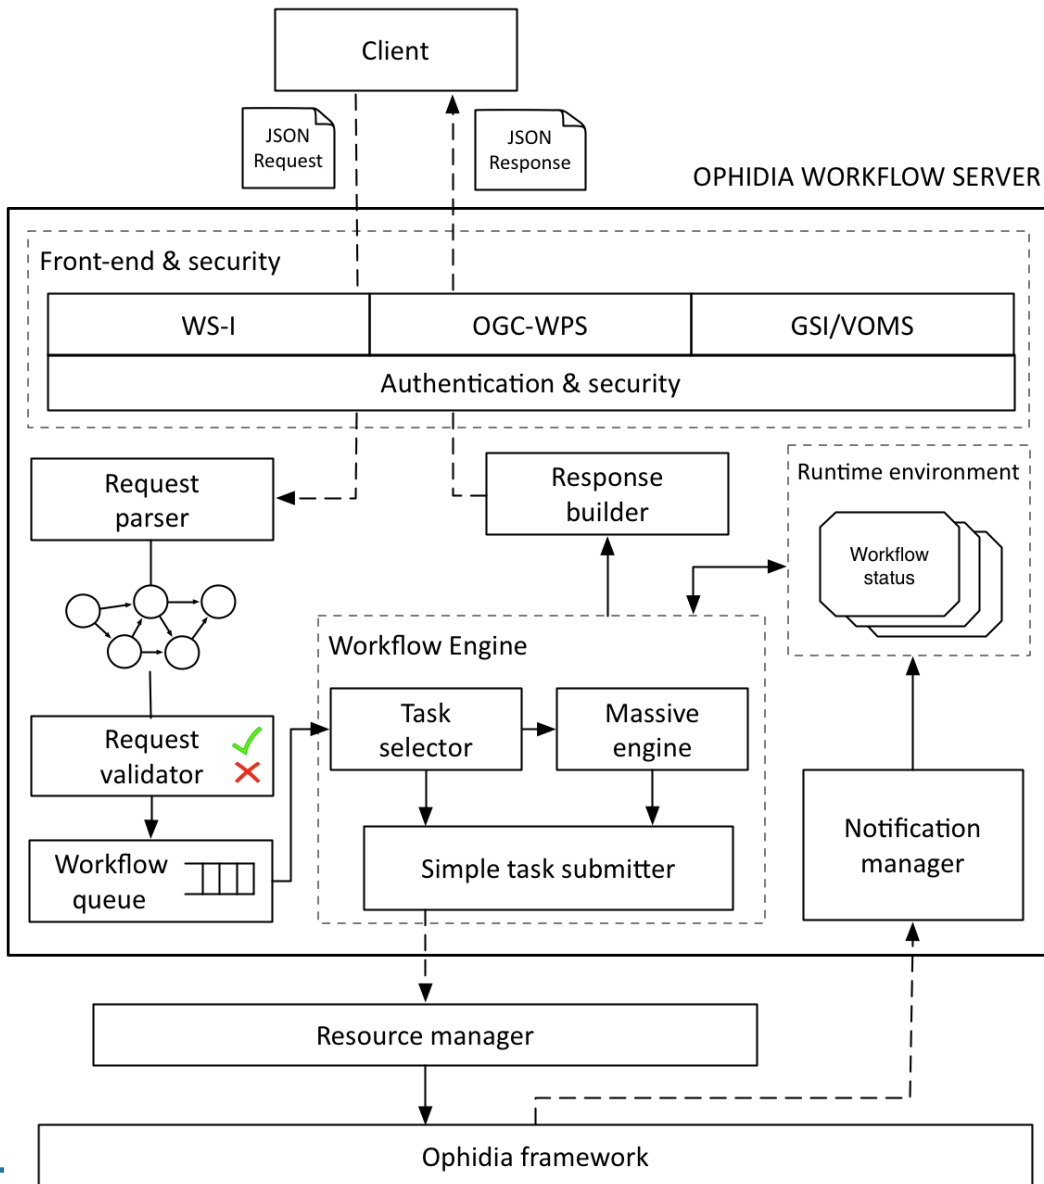 Client
JSON
Request
JSON
Response
OPHIDIA WORKFLOW SERVER
Front-end & security
WS-I
OGC-WPS
GSI/VOMS
Authentication & security
Request
parser
Response
builder
Runtime environment
Workflow
status
Workflow Engine
Task
selector
Massive
engine
Request
validator
Notification
manager
Workflow
queue
Simple task submitter
Resource manager
Ophidia framework